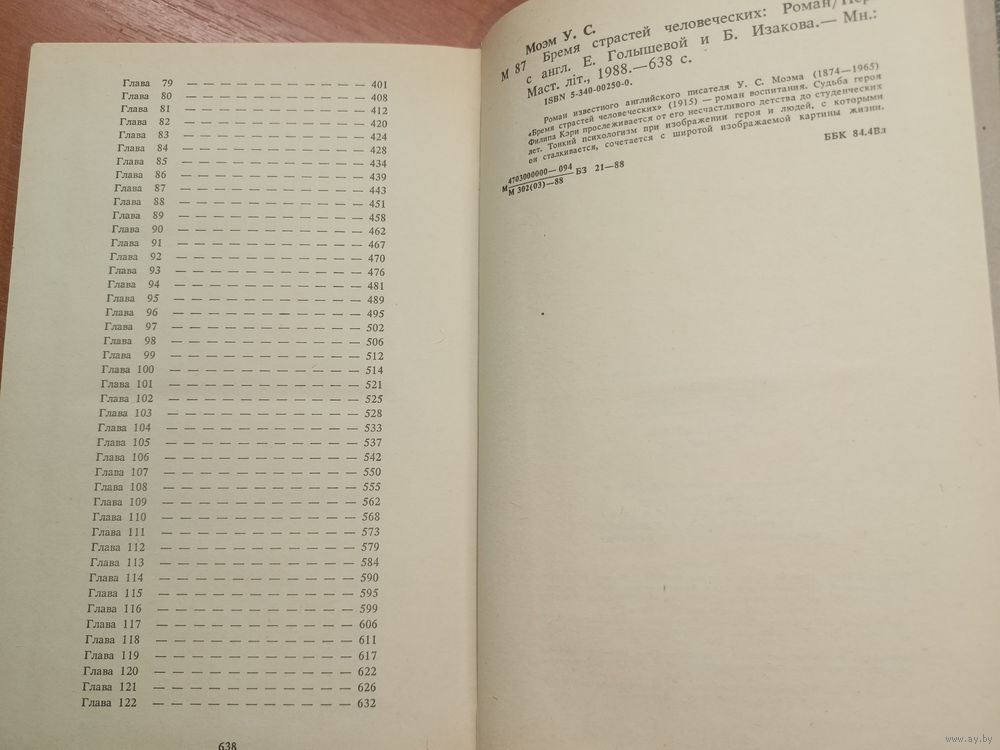 Глава 79 — — — — — — — — — — — — 401
Глава 80 — — — — — — — — — — — — 408
Глава 81 — — — — — — — — — — — — 412
Глава 82 — — — — — — — — — — — — 420
Глава 83 — — — — — — — — — — — — 424
Глава 84 — — — — — — — — — — — — 428
Глава 85 — — — — — — — — — — — — 434
Глава 86 — — — — — — — — — — — — 439
Глава 87 — — — — — — — — — — — — 443
Глава 88 — — — — — — — — — — — — 451
Глава 89 — — — — — — — — — — — — 458
Глава 90 — — — — — — — — — — — — 462
Глава 91 — — — — — — — — — — — — 467
Глава 92 — — — — — — — — — — — — 470
Глава 93 — — — — — — — — — — — — 476
Глава 94 — — — — — — — — — — — — 481
Глава 95 — — — — — — — — — — — — 489
Глава 96 — — — — — — — — — — — — 495
Глава 97 — — — — — — — — — — — — 502
Глава 98 — — — — — — — — — — — — 506
Глава 99 — — — — — — — — — — — — 512
Глава 100 — — — — — — — — — — — — 514
Глава 101 — — — — — — — — — — — — 521
Глава 102 — — — — — — — — — — — — 525
Глава 103 — — — — — — — — — — — — 528
Глава 104 — — — — — — — — — — — — 533
Глава 105 — — — — — — — — — — — — 537
Глава 106 — — — — — — — — — — — — 542
Глава 107 — — — — — — — — — — — — 550
Глава 108 — — — — — — — — — — — — 555
Глава 109 — — — — — — — — — — — — 562
Глава 110 — — — — — — — — — — — — 568
Глава 111 — — — — — — — — — — — — 573
Глава 112 — — — — — — — — — — — — 579
Глава 113 — — — — — — — — — — — — 584
Глава 114 — — — — — — — — — — — — 590
Глава 115 — — — — — — — — — — — — 595
Глава 116 — — — — — — — — — — — — 599
Глава 117 — — — — — — — — — — — — 606
Глава 118 — — — — — — — — — — — — 611
Глава 119 — — — — — — — — — — — — 617
Глава 120 — — — — — — — — — — — — 622
Глава 121 — — — — — — — — — — — — 626
Глава 122 — — — — — — — — — — — — 632
638
Моэм У. С.
М 87 Бремя страстей человеческих: Роман/Пер.
с англ. Е. Голышевой и Б. Изакова.— Мн.:
Маст. літ., 1988.—638 с.
ISBN 5-340-00250-0.
Роман известного английского писателя У. С. Моэма (1874—1965)
«Бремя страстей человеческих» (1915) — роман воспитания. Судьба героя
Филипа Кэри прослеживается от его несчастливого детства до студенческих
лет. Тонкий психологизм при изображении героя и людей, с которыми
он сталкивается, сочетается с широтой изображаемой картины жизни.
М 4703000000—094 БЗ 21—88
М 302(03)—88
ББК 84.4Вл
www.ay.by